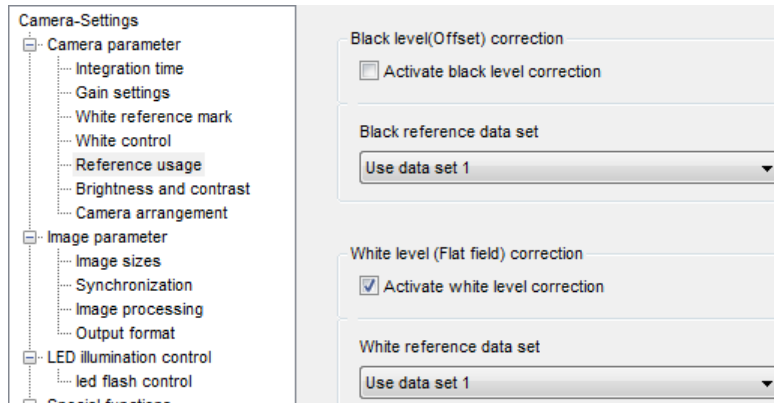 Camera-Settings
Camera parameter
Integration time
Gain settings
White reference mark
White control
Reference usage
Brightness and contrast
Camera arrangement
Image parameter
Image sizes
Synchronization
Image processing
Output format
LED illumination control
led flash control
Special functions
Black level(Offset) correction
Activate black level correction
Black reference data set
Use data set 1
White level (Flat field) correction
Activate white level correction
White reference data set
Use data set 1